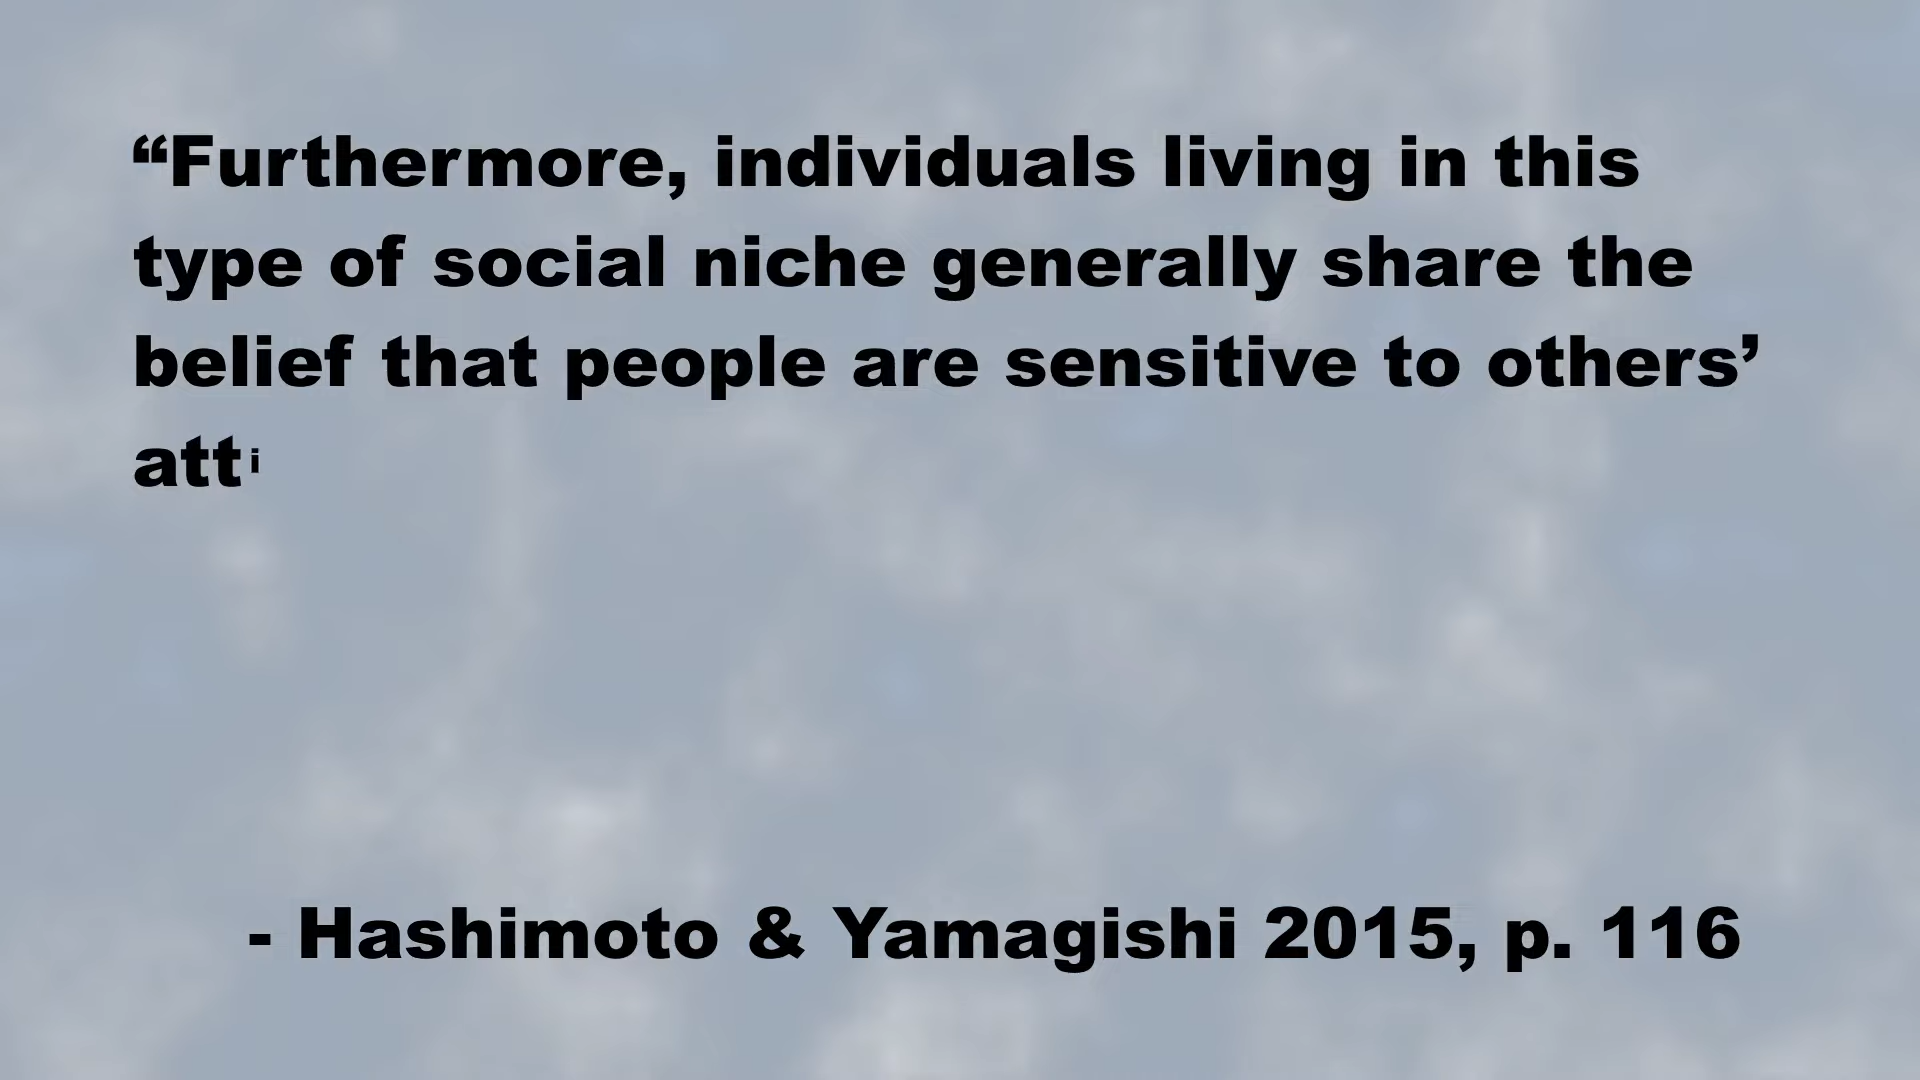 “Furthermore, individuals living in this
type of social niche generally share the
belief that people are sensitive to others’
atti
- Hashimoto & Yamagishi 2015, p. 116